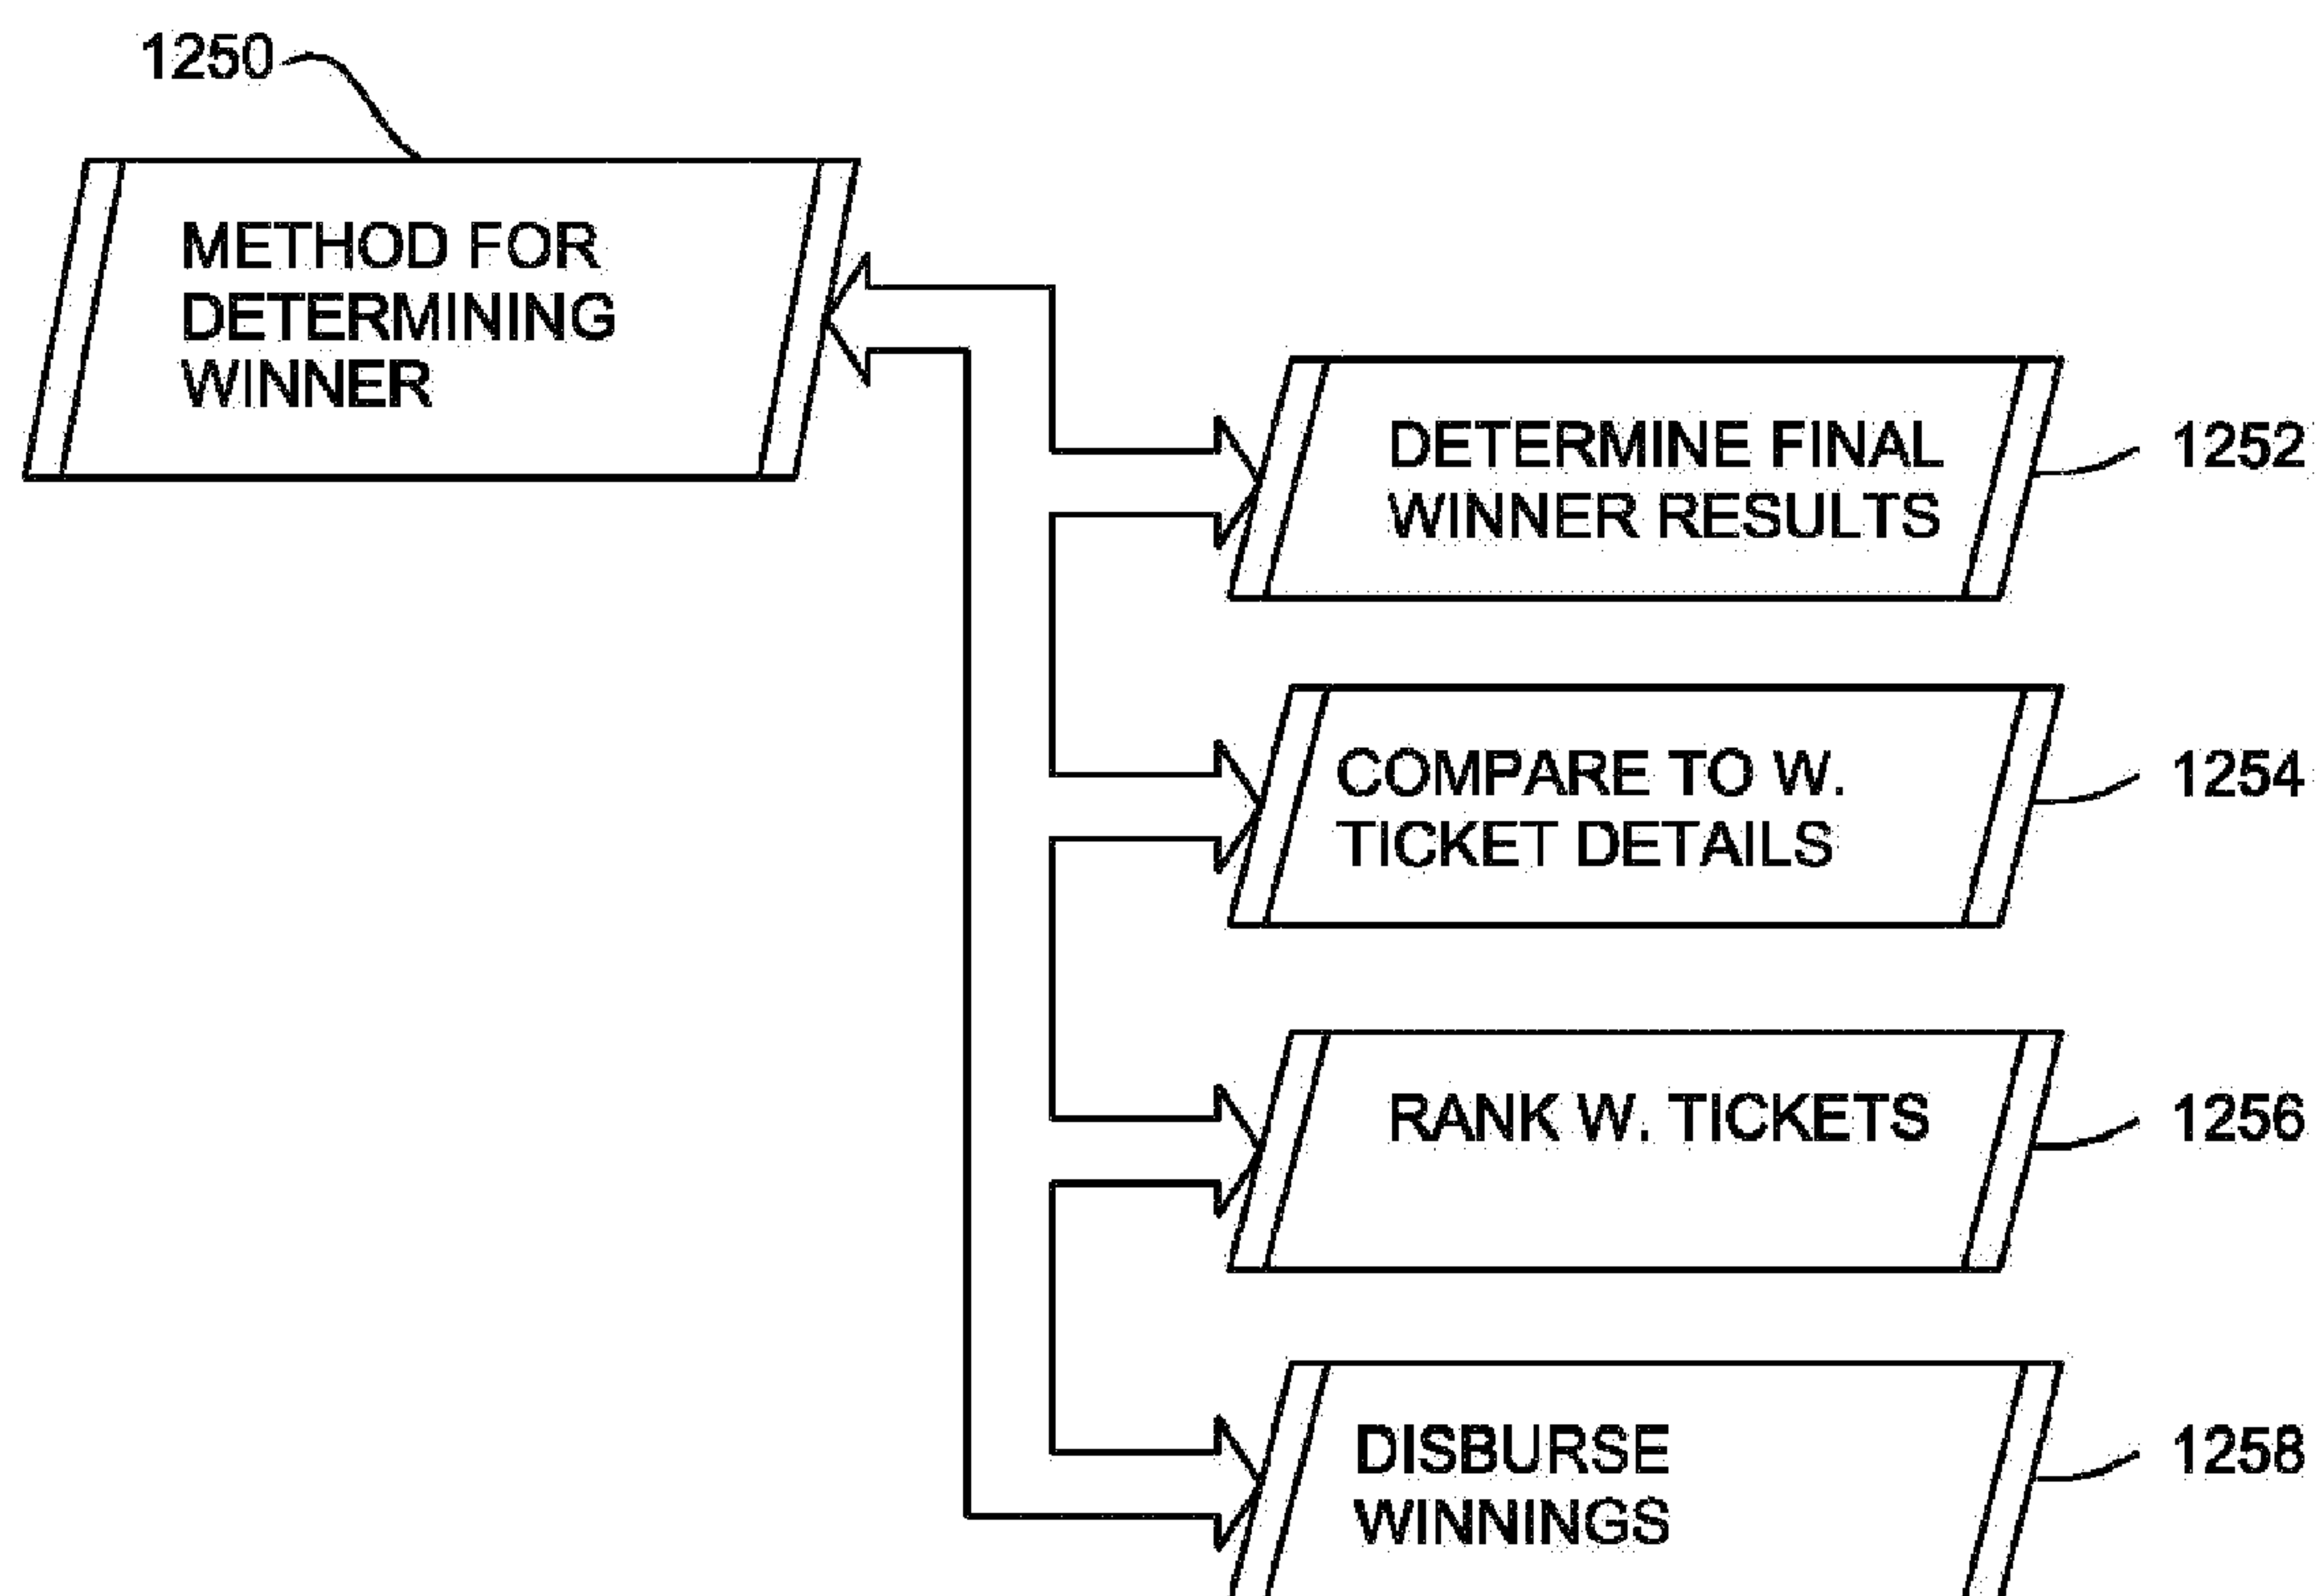 1250
METHOD FOR
DETERMINING
WINNER
DETERMINE FINAL
WINNER RESULTS
1252
COMPARE TO W.
TICKET DETAILS
1254
RANK W. TICKETS
1256
DISBURSE
WINNINGS
1258